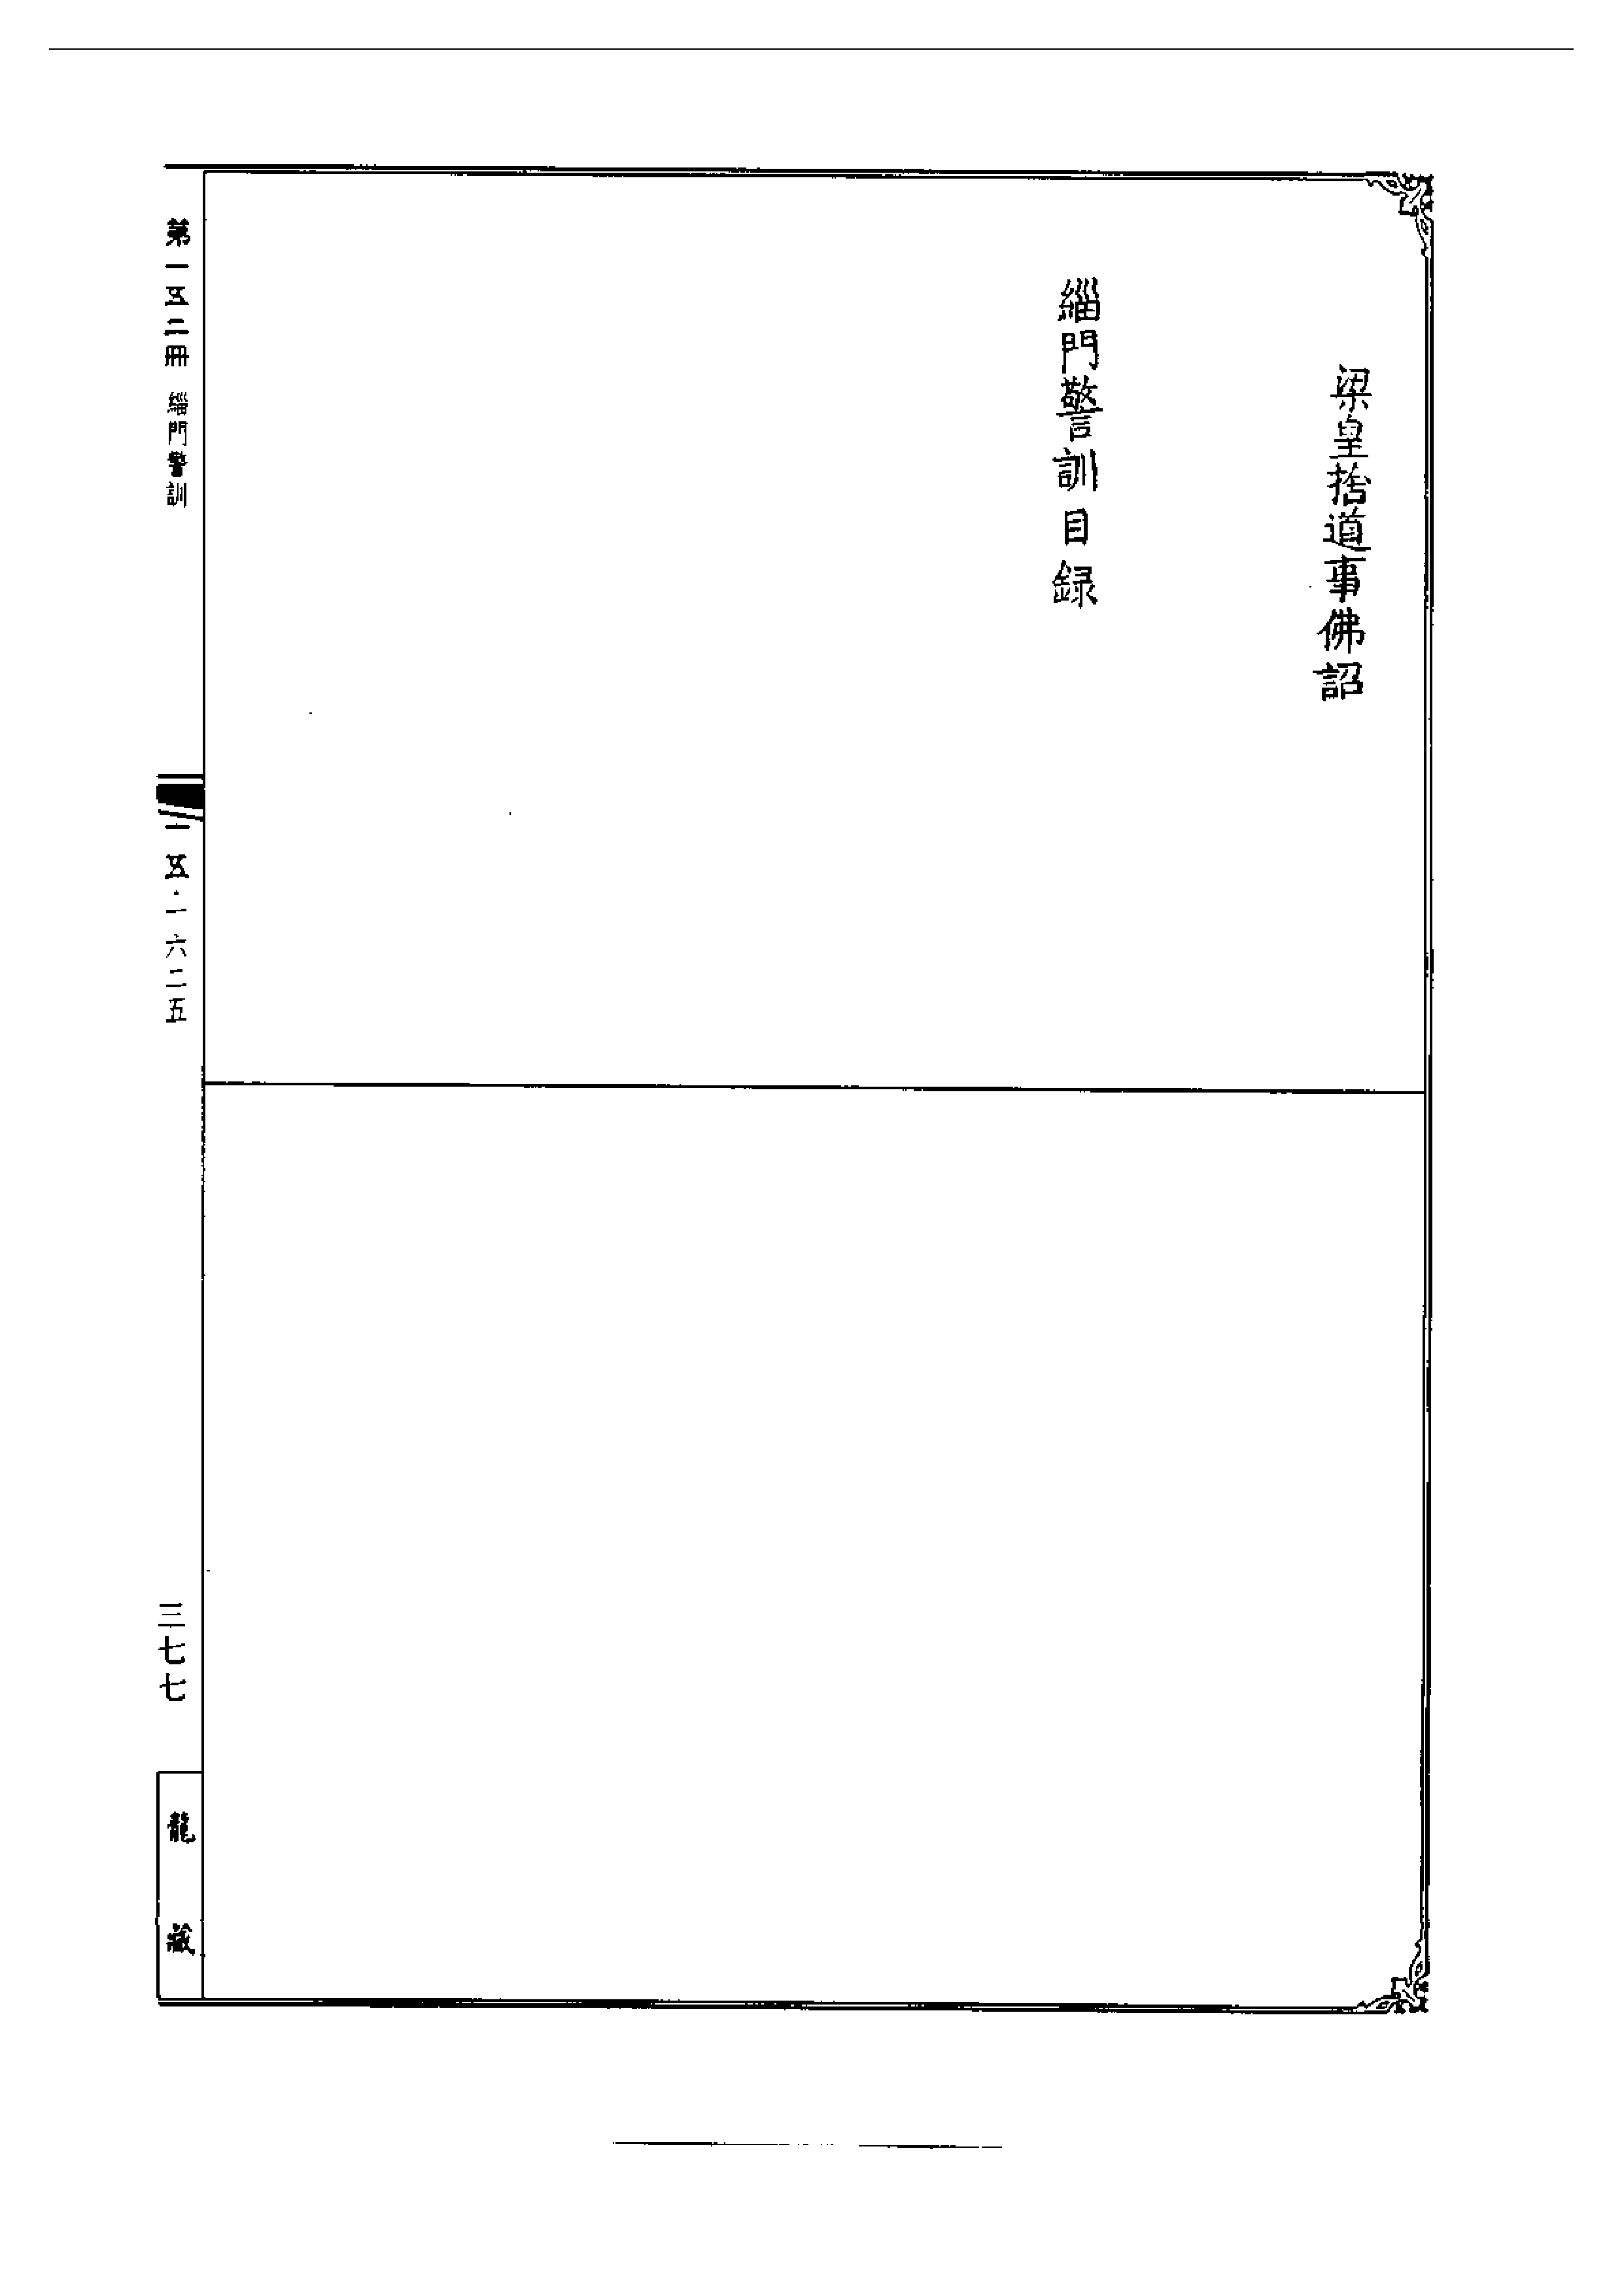 梁皇捨道事佛詔
緇門警訓目録
第一五二冊 緇門警訓
一五·一六二五
三七七
龍藏